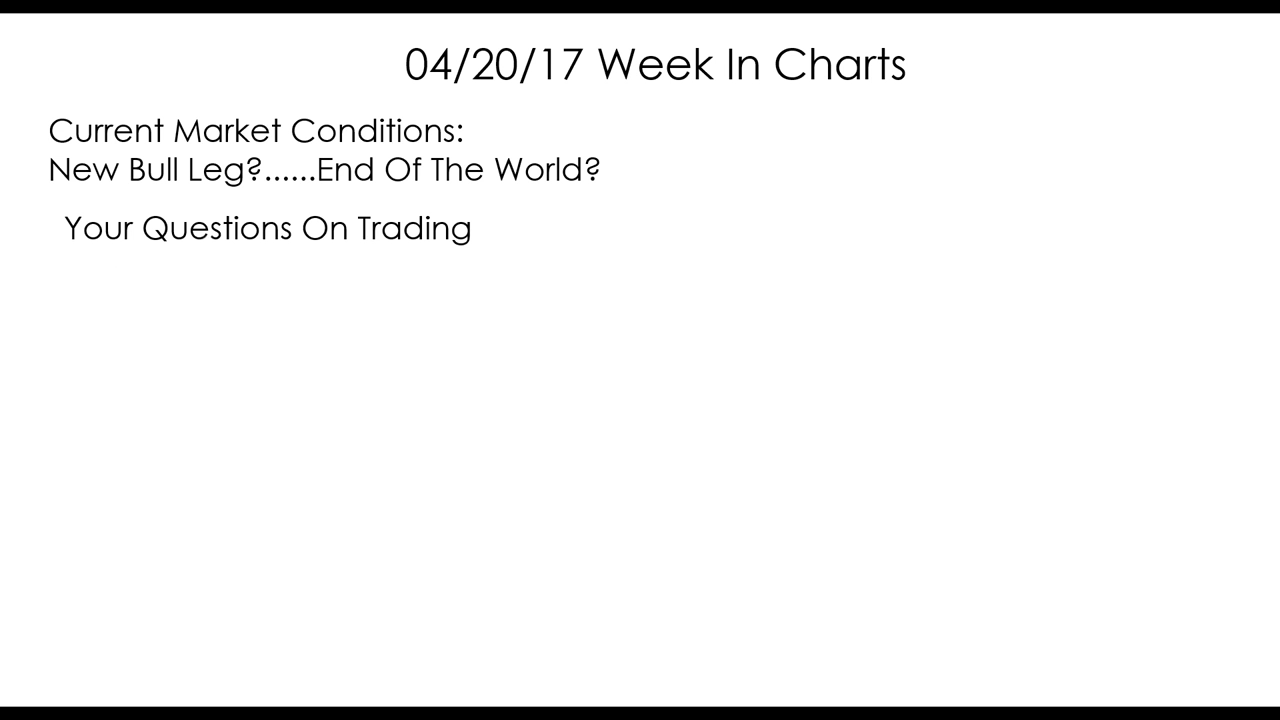 04/20/17 Week In Charts
Current Market Conditions:
New Bull Leg?......End Of The World?
Your Questions On Trading